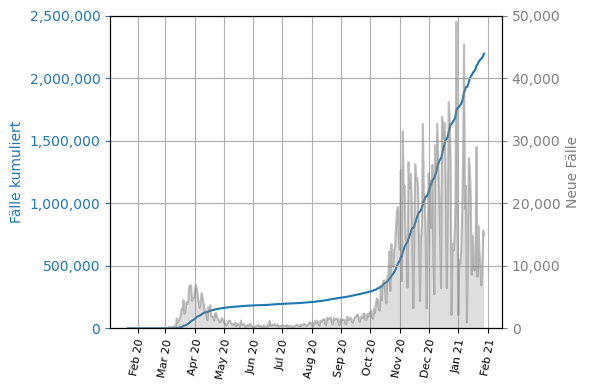 2,500,000
2,000,000
1,500,000
1,000,000
500,000
0
Fälle kumuliert
50,000
40,000
30,000
20,000
10,000
0
Neue Fälle
Feb 20
Mar 20
Apr 20
May 20
Jun 20
Jul 20
Aug 20
Sep 20
Oct 20
Nov 20
Dec 20
Jan 21
Feb 21